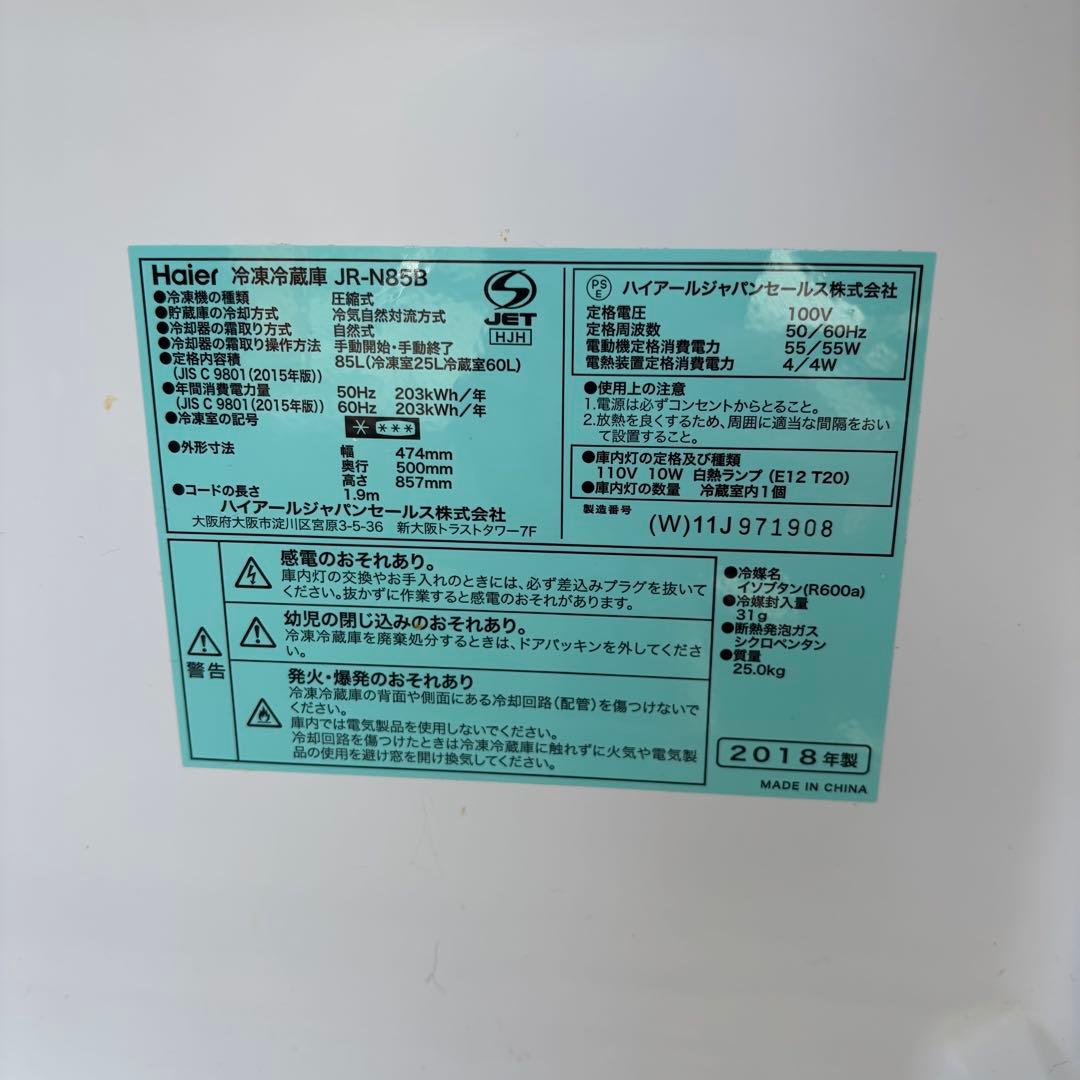 Haier 冷凍冷蔵庫 JR-N85B
●冷凍機の種類 圧縮式
●貯蔵庫の冷却方式 冷気自然対流方式
●冷却器の霜取り方式 自然式
●冷却器の霜取り操作方法 手動開始・手動終了
●定格内容積 85L(冷凍室25L冷蔵室60L)
(JIS C 9801(2015年版))
●年間消費電力量 50Hz 203kWh/年
(JIS C 9801(2015年版)) 60Hz 203kWh/年
●冷凍室の記号
●外形寸法 幅 474mm
奥行 500mm
高さ 857mm
●コードの長さ 1.9m
ハイアールジャパンセールス株式会社
大阪府大阪市淀川区宮原3-5-36 新大阪トラストタワー7F
S
JET
HJH
PS
E
ハイアールジャパンセールス株式会社
定格電圧 100V
定格周波数 50/60Hz
電動機定格消費電力 55/55W
電熱装置定格消費電力 4/4W
●使用上の注意
1.電源は必ずコンセントからとること。
2.放熱を良くするため、周囲に適当な間隔をおい
て設置すること。
●庫内灯の定格及び種類
110V 10W 白熱ランプ (E12 T20)
●庫内灯の数量 冷蔵室内1個
製造番号
(W)11J971908
警告
感電のおそれあり。
庫内灯の交換やお手入れのときには、必ず差込みプラグを抜いて
ください。抜かずに作業すると感電のおそれがあります。
幼児の閉じ込みのおそれあり。
冷凍冷蔵庫を廃棄処分するときは、ドアパッキンを外してくださ
い。
発火・爆発のおそれあり
冷凍冷蔵庫の背面や側面にある冷却回路(配管)を傷つけないで
ください。
庫内では電気製品を使用しないでください。
冷却回路を傷つけたときは冷凍冷蔵庫に触れずに火気や電気製
品の使用を避け窓を開け換気してください。
●冷媒名
イソブタン(R600a)
●冷媒封入量
31g
●断熱発泡ガス
シクロペンタン
●質量
25.0kg
2018年製
MADE IN CHINA